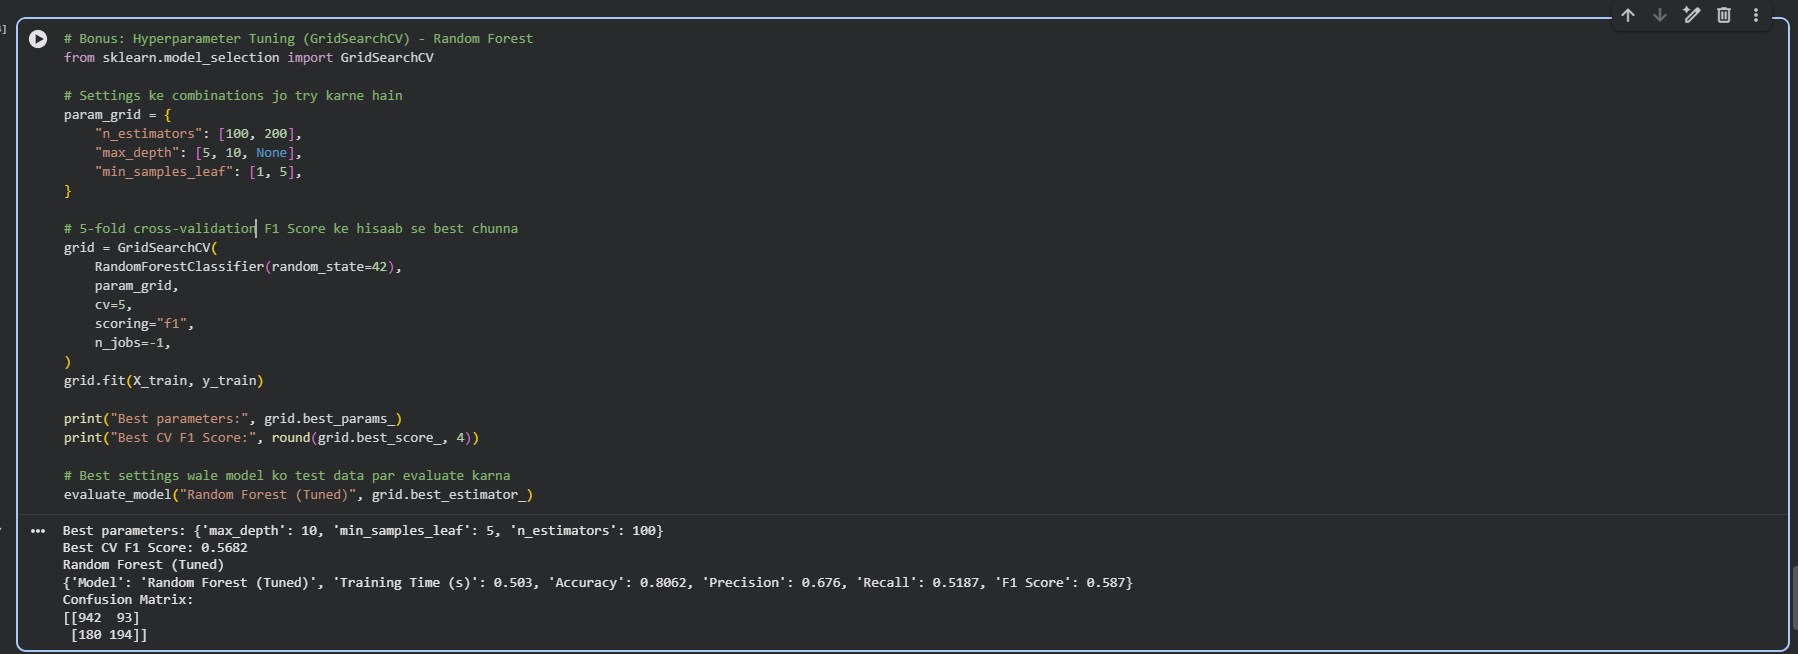 # Bonus: Hyperparameter Tuning (GridSearchCV) - Random Forest
from sklearn.model_selection import GridSearchCV

# Settings ke combinations jo try karne hain
param_grid = {
    "n_estimators": [100, 200],
    "max_depth": [5, 10, None],
    "min_samples_leaf": [1, 5],
}

# 5-fold cross-validation F1 Score ke hisaab se best chunna
grid = GridSearchCV(
    RandomForestClassifier(random_state=42),
    param_grid,
    cv=5,
    scoring="f1",
    n_jobs=-1,
)
grid.fit(X_train, y_train)

print("Best parameters:", grid.best_params_)
print("Best CV F1 Score:", round(grid.best_score_, 4))

# Best settings wale model ko test data par evaluate karna
evaluate_model("Random Forest (Tuned)", grid.best_estimator_)
Best parameters: {'max_depth': 10, 'min_samples_leaf': 5, 'n_estimators': 100}
Best CV F1 Score: 0.5682
Random Forest (Tuned)
{'Model': 'Random Forest (Tuned)', 'Training Time (s)': 0.503, 'Accuracy': 0.8062, 'Precision': 0.676, 'Recall': 0.5187, 'F1 Score': 0.587}
Confusion Matrix:
[[942  93]
 [180 194]]